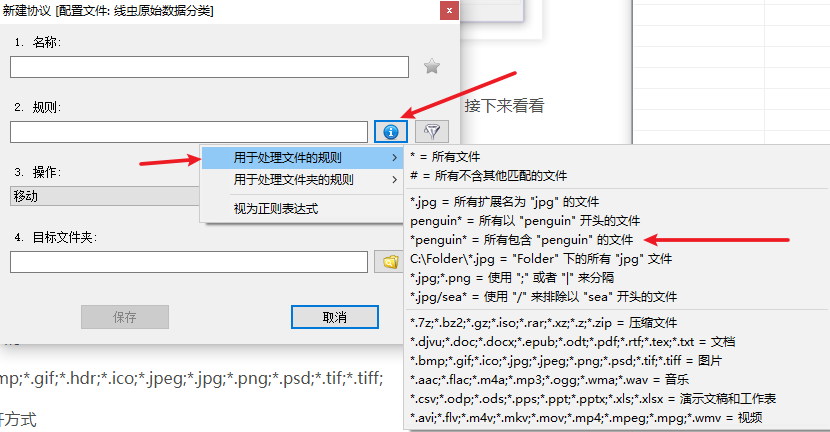 新建协议 [配置文件: 线虫原始数据分类]
x
1. 名称:
2. 规则:
接下来看看
用于处理文件的规则
用于处理文件夹的规则
视为正则表达式
3. 操作:
移动
4. 目标文件夹:
保存
取消
* = 所有文件
# = 所有不含其他匹配的文件
*.jpg = 所有扩展名为 "jpg" 的文件
penguin* = 所有以 "penguin" 开头的文件
*penguin* = 所有包含 "penguin" 的文件
C:\Folder\*.jpg = "Folder" 下的所有 "jpg" 文件
*.jpg;*.png = 使用 ";" 或者 "|" 来分隔
*.jpg/sea* = 使用 "/" 来排除以 "sea" 开头的文件
*.7z;*.bz2;*.gz;*.iso;*.rar;*.xz;*.z;*.zip = 压缩文件
*.djvu;*.doc;*.docx;*.epub;*.odt;*.pdf;*.rtf;*.tex;*.txt = 文档
*.bmp;*.gif;*.ico;*.jpg;*.jpeg;*.png;*.psd;*.tif;*.tiff = 图片
*.aac;*.flac;*.m4a;*.mp3;*.ogg;*.wma;*.wav = 音乐
*.csv;*.odp;*.ods;*.pps;*.ppt;*.pptx;*.xls;*.xlsx = 演示文稿和工作表
*.avi;*.flv;*.m4v;*.mkv;*.mov;*.mp4;*.mpeg;*.mpg;*.wmv = 视频
mp;*.gif;*.hdr;*.ico;*.jpeg;*.jpg;*.png;*.psd;*.tif;*.tiff;
方式